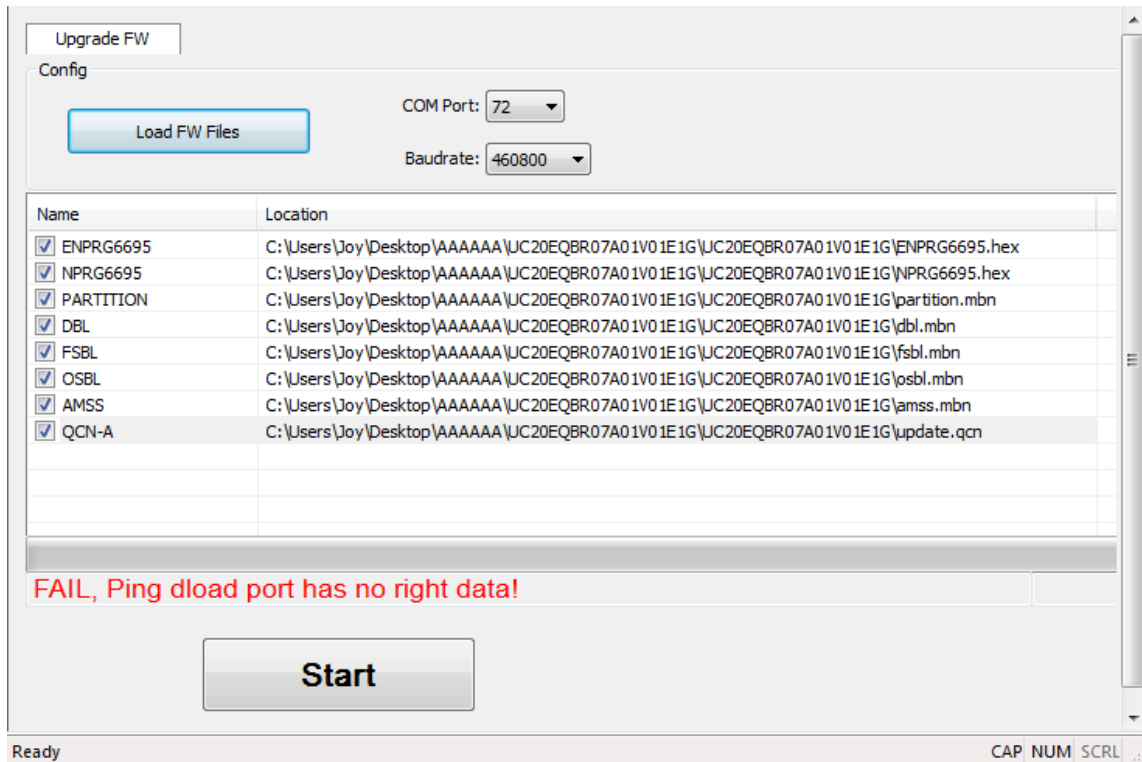 Upgrade FW
Config
Load FW Files
COM Port: 72
Baudrate: 460800
Name Location
ENPRG6695 C:\Users\Joy\Desktop\AAAAAA\UC20EQBR07A01V01E1G\UC20EQBR07A01V01E1G\ENPRG6695.hex
NPRG6695 C:\Users\Joy\Desktop\AAAAAA\UC20EQBR07A01V01E1G\UC20EQBR07A01V01E1G\NPRG6695.hex
PARTITION C:\Users\Joy\Desktop\AAAAAA\UC20EQBR07A01V01E1G\UC20EQBR07A01V01E1G\partition.mbn
DBL C:\Users\Joy\Desktop\AAAAAA\UC20EQBR07A01V01E1G\UC20EQBR07A01V01E1G\dbl.mbn
FSBL C:\Users\Joy\Desktop\AAAAAA\UC20EQBR07A01V01E1G\UC20EQBR07A01V01E1G\fsbl.mbn
OSBL C:\Users\Joy\Desktop\AAAAAA\UC20EQBR07A01V01E1G\UC20EQBR07A01V01E1G\osbl.mbn
AMSS C:\Users\Joy\Desktop\AAAAAA\UC20EQBR07A01V01E1G\UC20EQBR07A01V01E1G\amss.mbn
QCN-A C:\Users\Joy\Desktop\AAAAAA\UC20EQBR07A01V01E1G\UC20EQBR07A01V01E1G\update.qcn
FAIL, Ping dload port has no right data!
Start
Ready CAP NUM SCRL